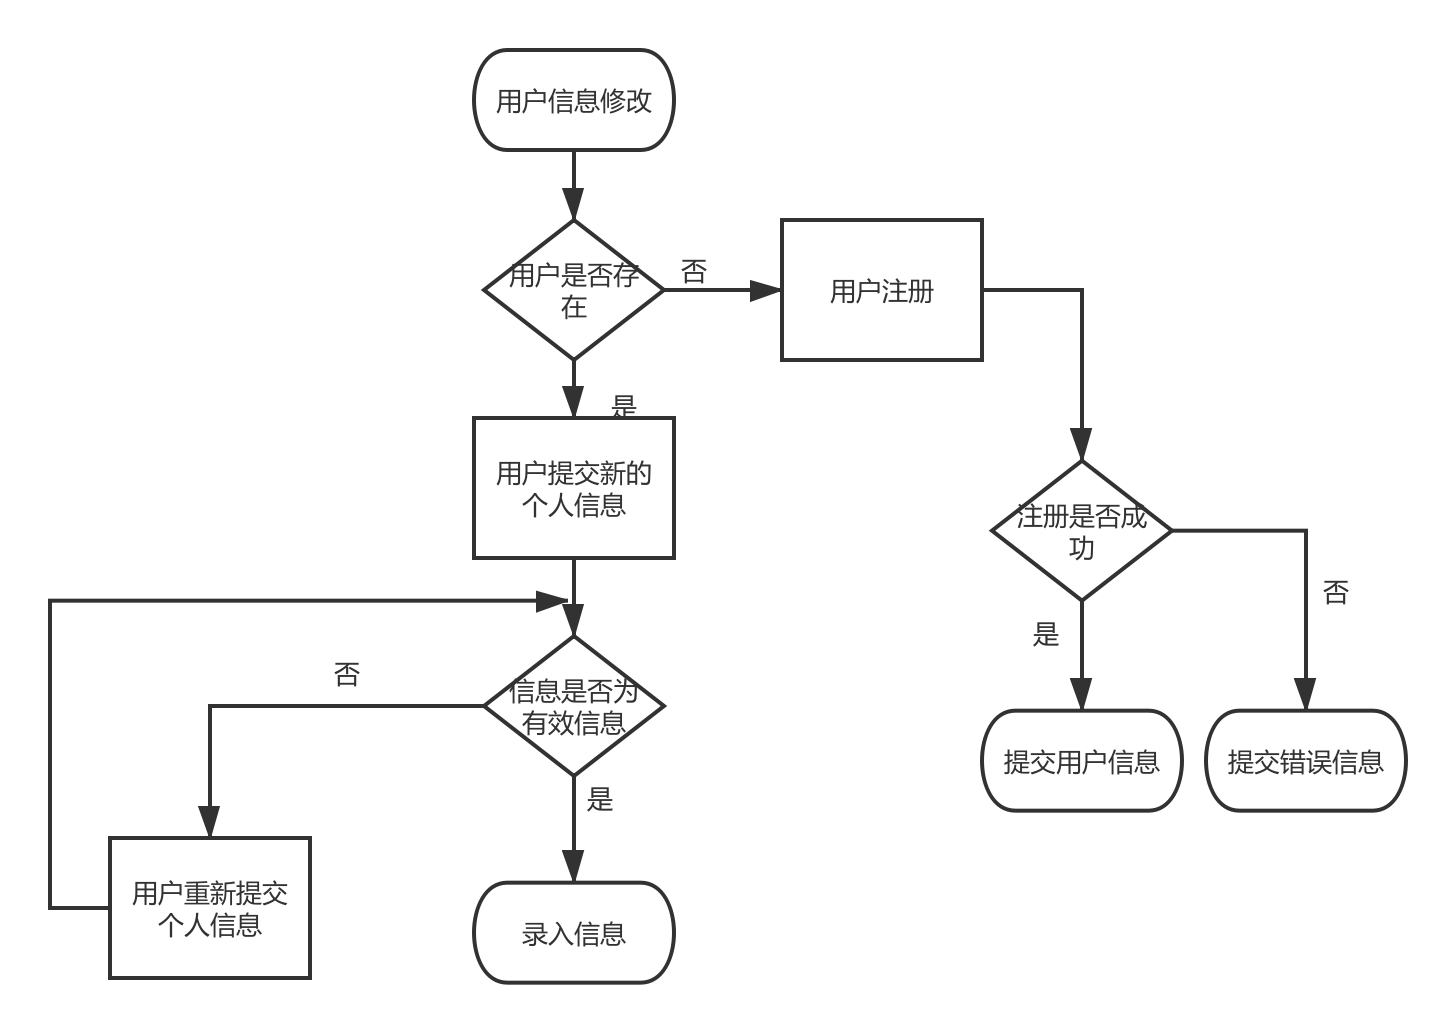 用户信息修改
用户是否存
在
否
用户注册
是
用户提交新的
个人信息
注册是否成
功
否
是
否
信息是否为
有效信息
提交用户信息
提交错误信息
是
用户重新提交
个人信息
录入信息